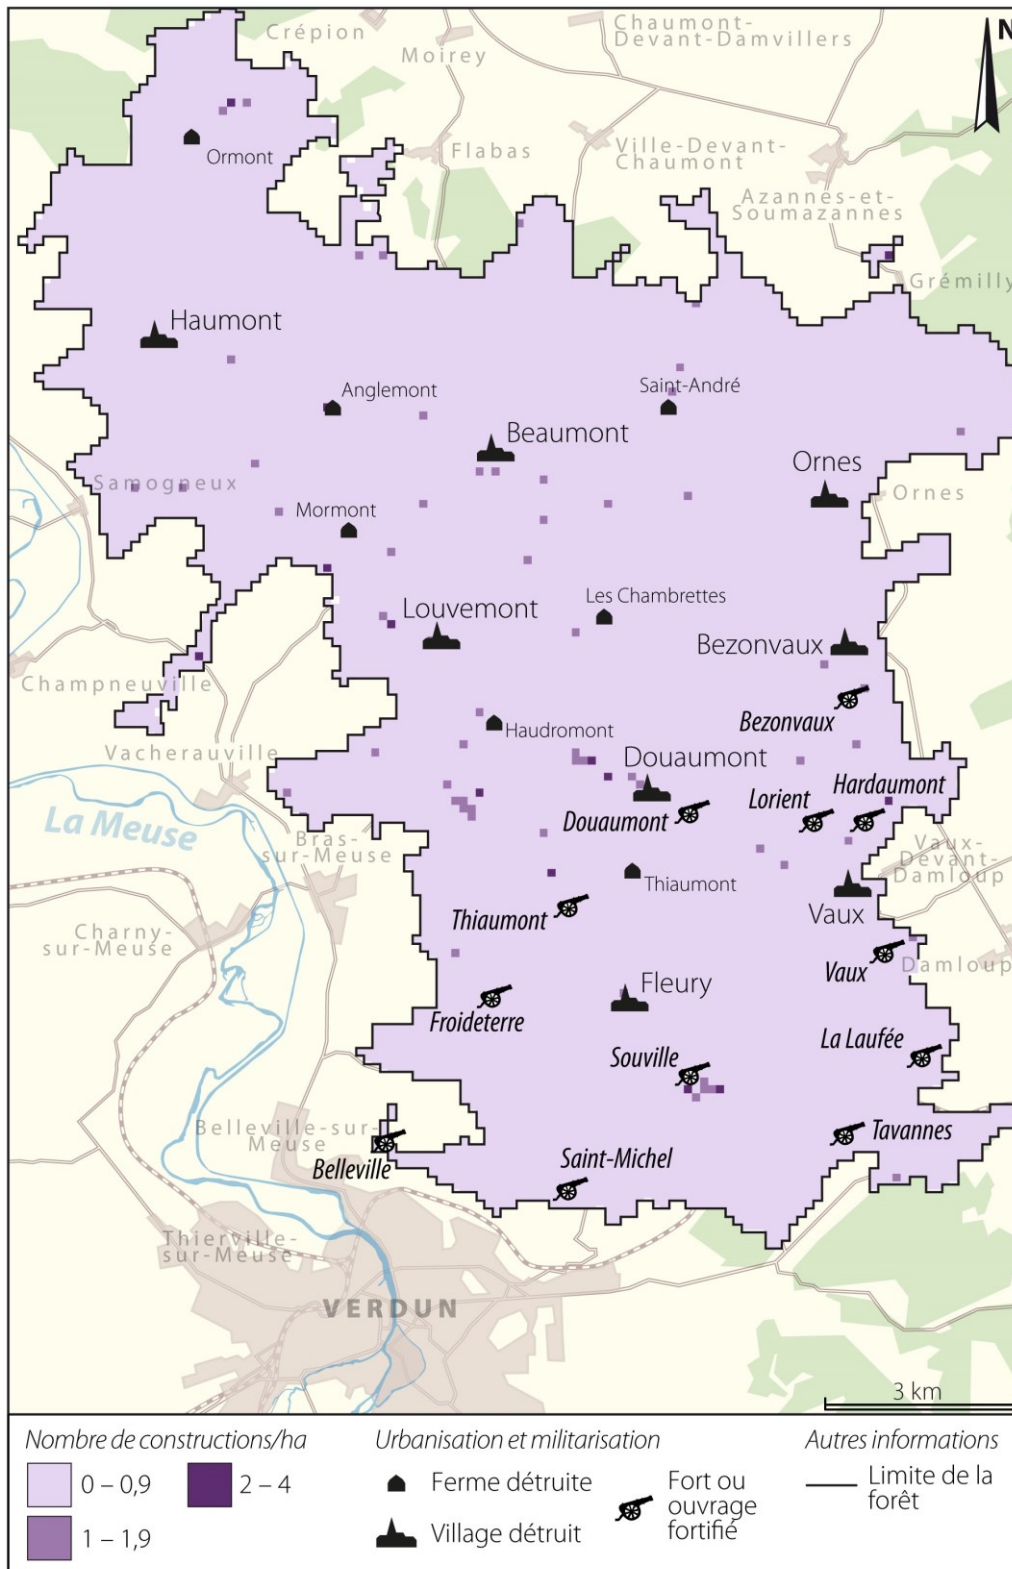 Crépion
Moirey
Chaumont-
Devant-Damvillers
N
Ormont
Flabas
Ville-Devant-
Chaumont
Azannes-et-
Soumazannes
Grémilly
Haumont
Anglemont
Saint-André
Beaumont
Ornes
Samogneux
Ornes
Mormont
Les Chambrettes
Louvemont
Bezonvaux
Champneuville
Bezonvaux
Haudromont
Vacherauville
Douaumont
Hardaumont
Lorient
La Meuse
Douaumont
Bras-
sur-Meuse
Vaux-
Devant-
Damloup
Thiaumont
Vaux
Thiaumont
Charny-
sur-Meuse
Vaux
Damloup
Fleury
Froideterre
La Laufée
Souville
Belleville-sur-
Meuse
Tavannes
Belleville
Saint-Michel
Thierville-
sur-Meuse
VERDUN
3 km
Nombre de constructions/ha
0 – 0,9
2 – 4
1 – 1,9
Urbanisation et militarisation
Ferme détruite
Village détruit
Fort ou
ouvrage
fortifié
Autres informations
Limite de la
forêt